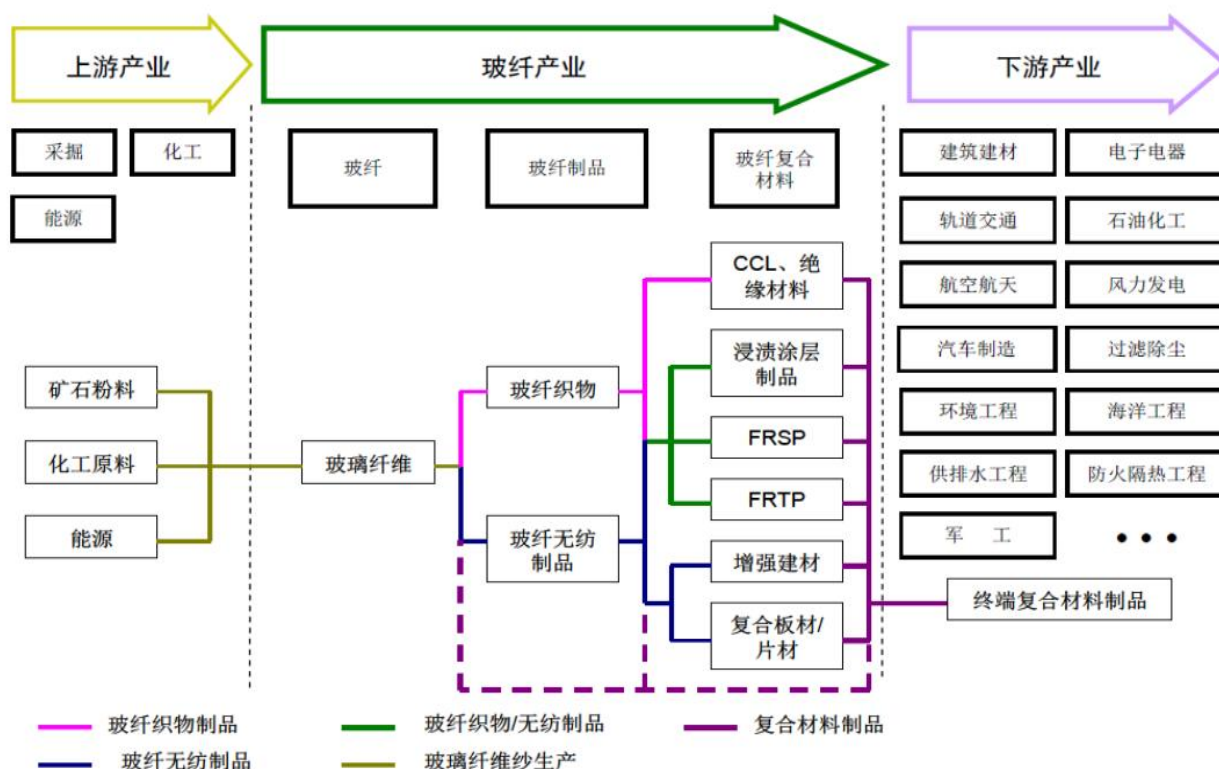 上游产业
玻纤产业
下游产业
采掘
化工
能源
玻纤
玻纤制品
玻纤复合
材料
建筑建材
电子电器
轨道交通
石油化工
航空航天
风力发电
汽车制造
过滤除尘
环境工程
海洋工程
供排水工程
防火隔热工程
军 工
•••
矿石粉料
化工原料
能源
玻璃纤维
玻纤织物
玻纤无纺
制品
CCL、绝
缘材料
浸渍涂层
制品
FRSP
FRTP
增强建材
复合板材/
片材
终端复合材料制品
玻纤织物制品
玻纤织物/无纺制品
复合材料制品
玻纤无纺制品
玻璃纤维纱生产